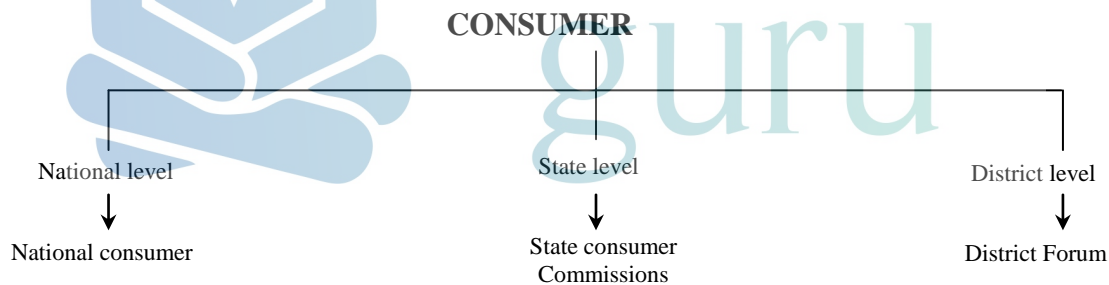 CONSUMER
guru
National level
State level
District level
National consumer
State consumer
Commissions
District Forum